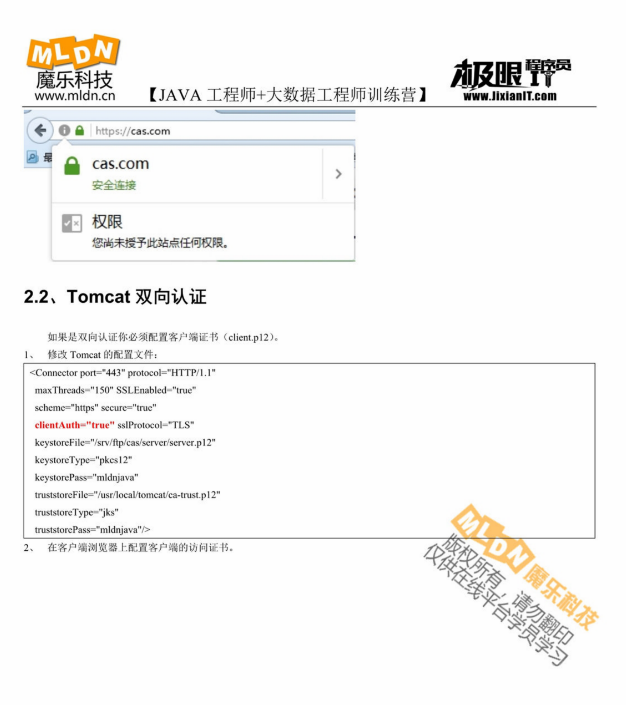 MLDN
魔乐科技
www.mldn.cn
【JAVA 工程师+大数据工程师训练营】
极限IT程序员
www.JixianIT.com
https://cas.com
cas.com
安全连接
权限
您尚未授予此站点任何权限。
2.2、Tomcat 双向认证
如果是双向认证你必须配置客户端证书（client.p12）。
1、 修改 Tomcat 的配置文件：
<Connector port="443" protocol="HTTP/1.1"
maxThreads="150" SSLEnabled="true"
scheme="https" secure="true"
clientAuth="true" sslProtocol="TLS"
keystoreFile="/srv/ftp/cas/server/server.p12"
keystoreType="pkcs12"
keystorePass="mldnjava"
truststoreFile="/usr/local/tomcat/ca-trust.p12"
truststoreType="jks"
truststorePass="mldnjava"/>
2、 在客户端浏览器上配置客户端的访问证书。
MLDN 魔乐科技
版权所有，请勿翻印
仅供在线平台学员学习